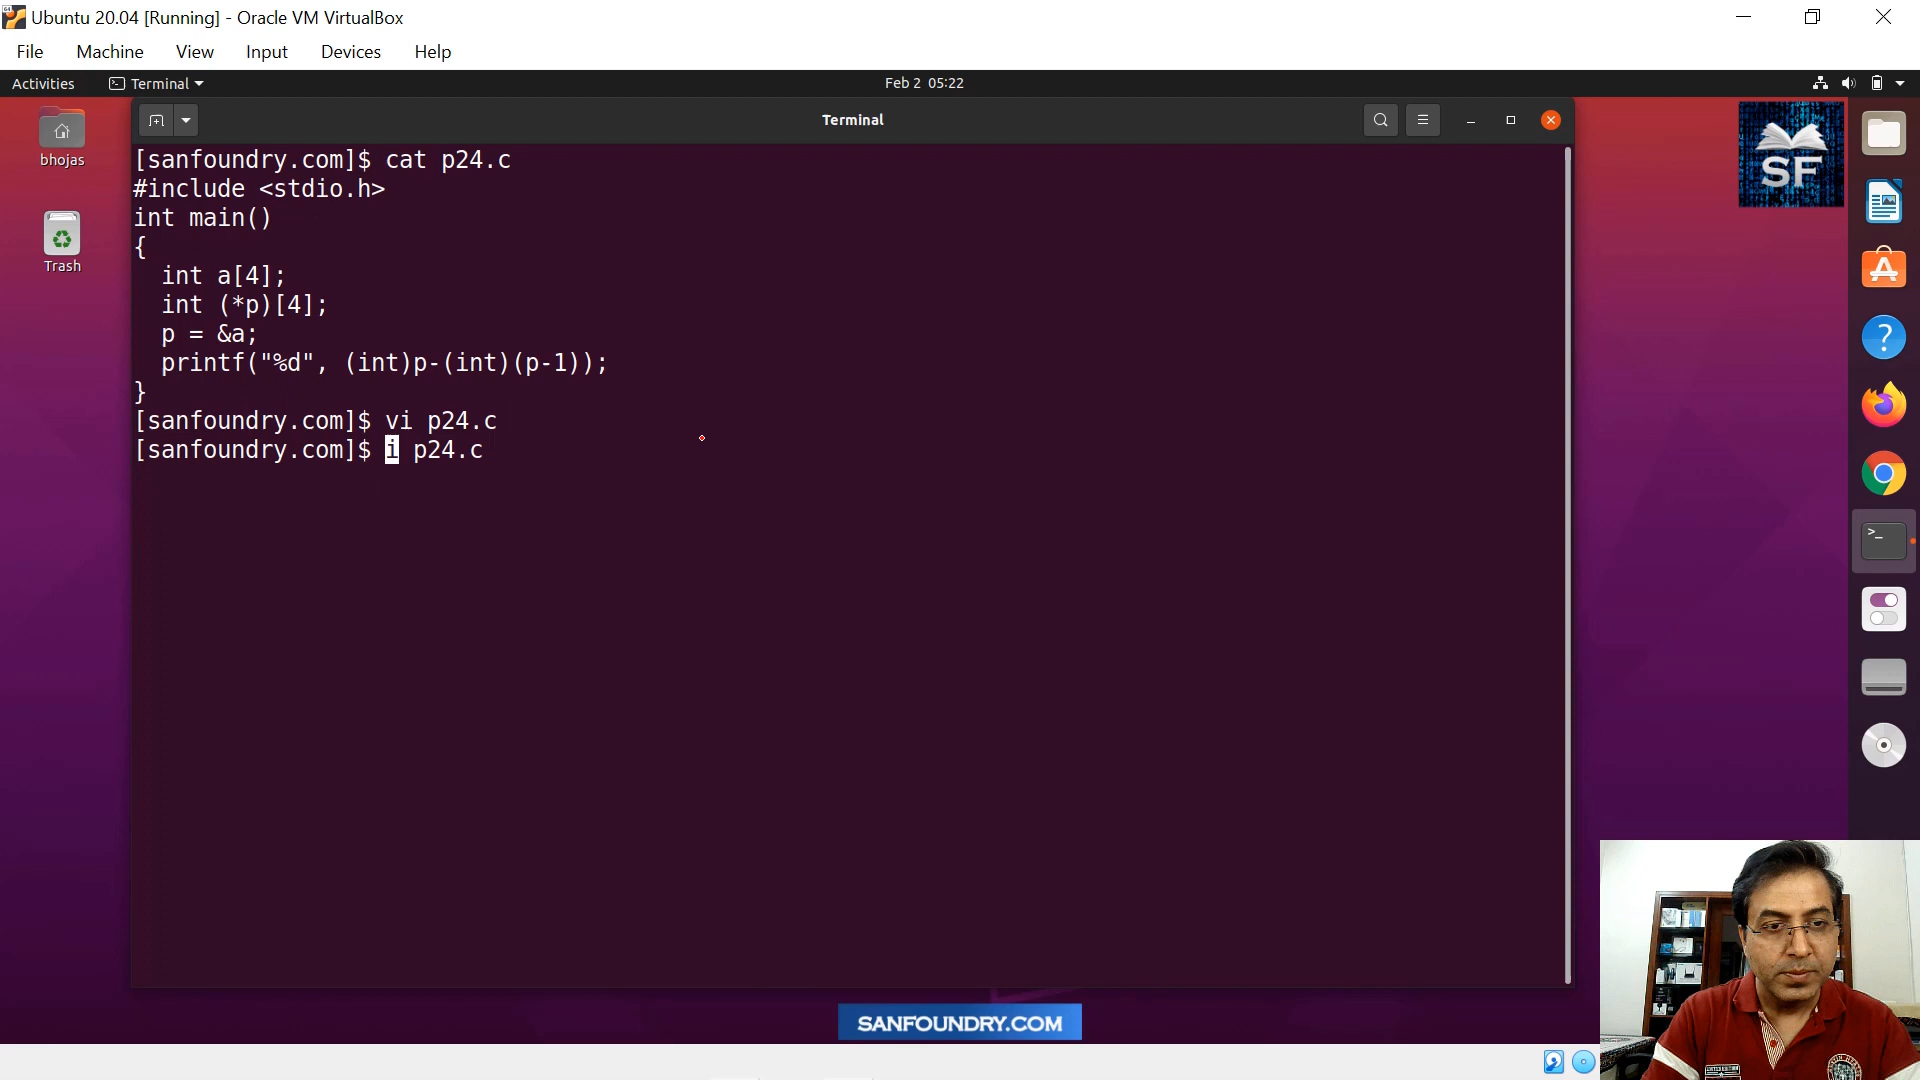 Ubuntu 20.04 [Running] - Oracle VM VirtualBox
File Machine View Input Devices Help
Activities Terminal Feb 2 05:22
Terminal
bhojas
Trash
[sanfoundry.com]$ cat p24.c
#include <stdio.h>
int main()
{
int a[4];
int (*p)[4];
p = &a;
printf("%d", (int)p-(int)(p-1));
}
[sanfoundry.com]$ vi p24.c
[sanfoundry.com]$ i p24.c
SF
SANFOUNDRY.COM